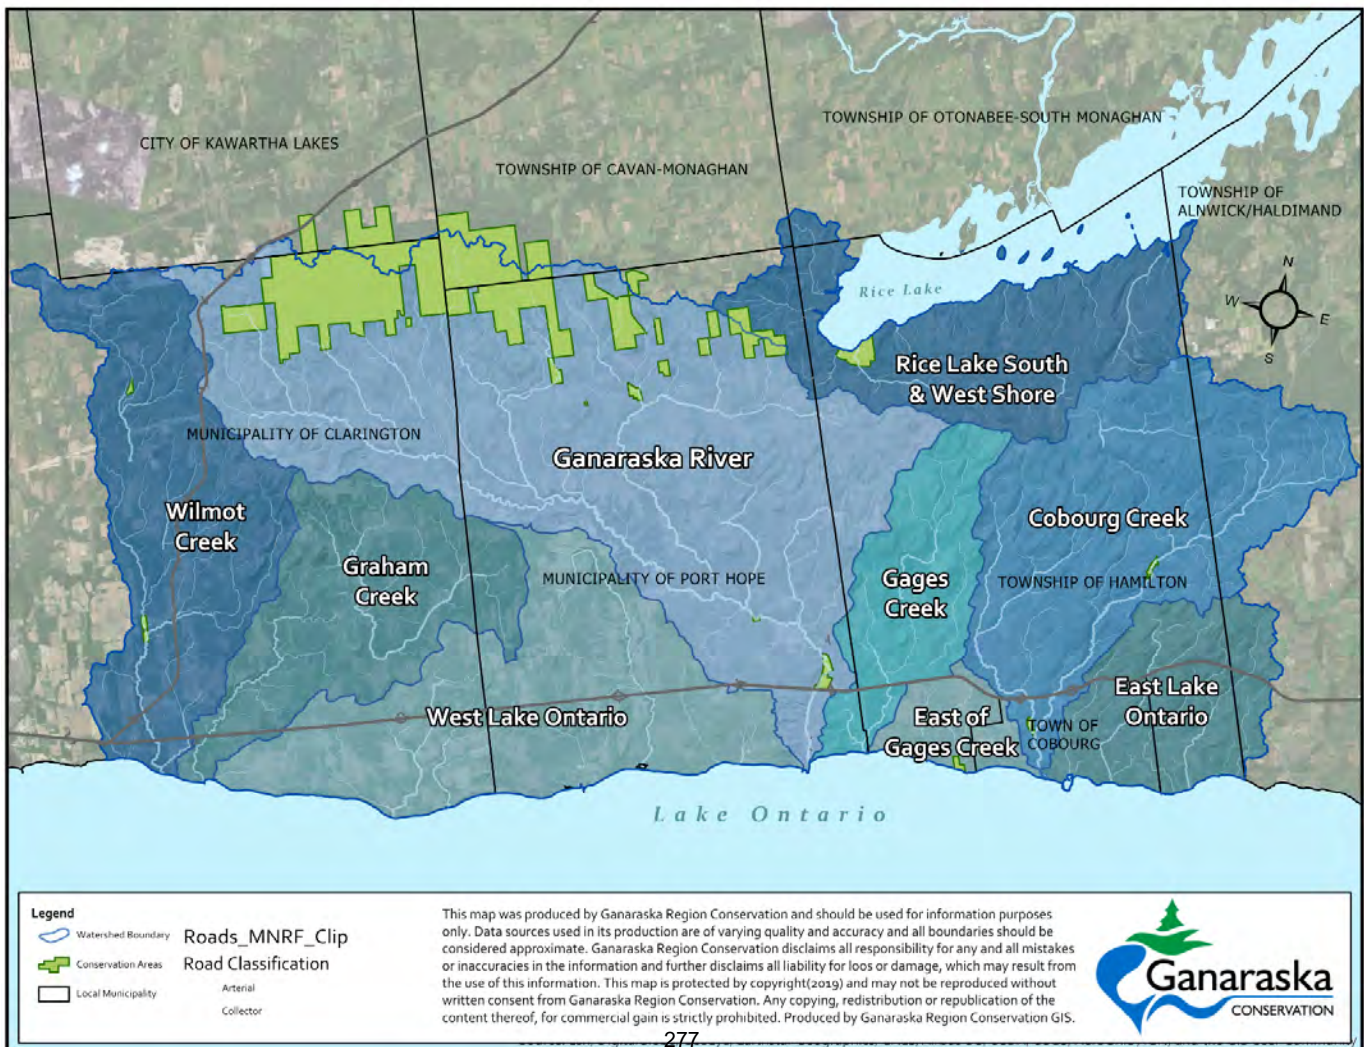 CITY OF KAWARTHA LAKES
TOWNSHIP OF CAVAN-MONAGHAN
TOWNSHIP OF OTONABEE-SOUTH MONAGHAN
TOWNSHIP OF
ALNWICK/HALDIMAND
N
W
E
S
Rice Lake
Rice Lake South
& West Shore
MUNICIPALITY OF CLARINGTON
Ganaraska River
Wilmot
Creek
Cobourg Creek
Graham
Creek
MUNICIPALITY OF PORT HOPE
Gages
Creek
TOWNSHIP OF HAMILTON
East Lake
Ontario
West Lake Ontario
East of
Gages Creek
TOWN OF
COBOURG
Lake Ontario
Legend
Watershed Boundary
Conservation Areas
Local Municipality
Roads_MNRF_Clip
Road Classification
Arterial
Collector
This map was produced by Ganaraska Region Conservation and should be used for information purposes
only. Data sources used in its production are of varying quality and accuracy and all boundaries should be
considered approximate. Ganaraska Region Conservation disclaims all responsibility for any and all mistakes
or inaccuracies in the information and further disclaims all liability for loos or damage, which may result from
the use of this information. This map is protected by copyright(2019) and may not be reproduced without
written consent from Ganaraska Region Conservation. Any copying, redistribution or republication of the
content thereof, for commercial gain is strictly prohibited. Produced by Ganaraska Region Conservation GIS.
Ganaraska
CONSERVATION
277